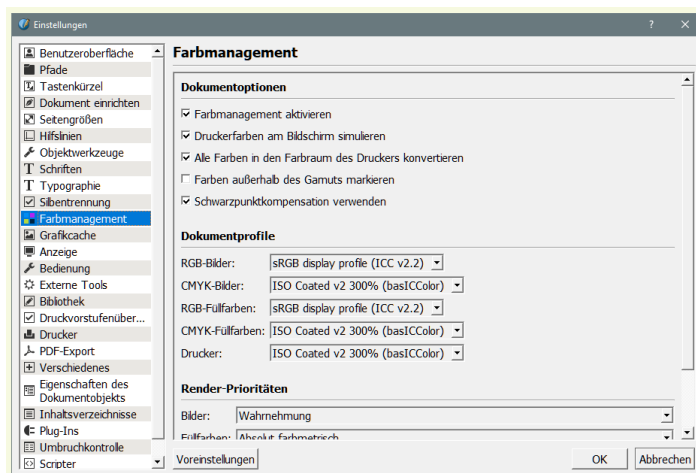 Einstellungen
Benutzeroberfläche
Pfade
Tastenkürzel
Dokument einrichten
Seitengrößen
Hilfslinien
Objektwerkzeuge
Schriften
Typographie
Silbentrennung
Farbmanagement
Grafikcache
Anzeige
Bedienung
Externe Tools
Bibliothek
Druckvorstufenüber...
Drucker
PDF-Export
Verschiedenes
Eigenschaften des
Dokumentobjekts
Inhaltsverzeichnisse
Plug-Ins
Umbruchkontrolle
Scripter
Farbmanagement
Dokumentoptionen
Farbmanagement aktivieren
Druckerfarben am Bildschirm simulieren
Alle Farben in den Farbraum des Druckers konvertieren
Farben außerhalb des Gamuts markieren
Schwarzpunktkompensation verwenden
Dokumentprofile
RGB-Bilder: sRGB display profile (ICC v2.2)
CMYK-Bilder: ISO Coated v2 300% (basICColor)
RGB-Füllfarben: sRGB display profile (ICC v2.2)
CMYK-Füllfarben: ISO Coated v2 300% (basICColor)
Drucker: ISO Coated v2 300% (basICColor)
Render-Prioritäten
Bilder: Wahrnehmung
Füllfarben: Absolut farbmetrisch
Voreinstellungen OK Abbrechen